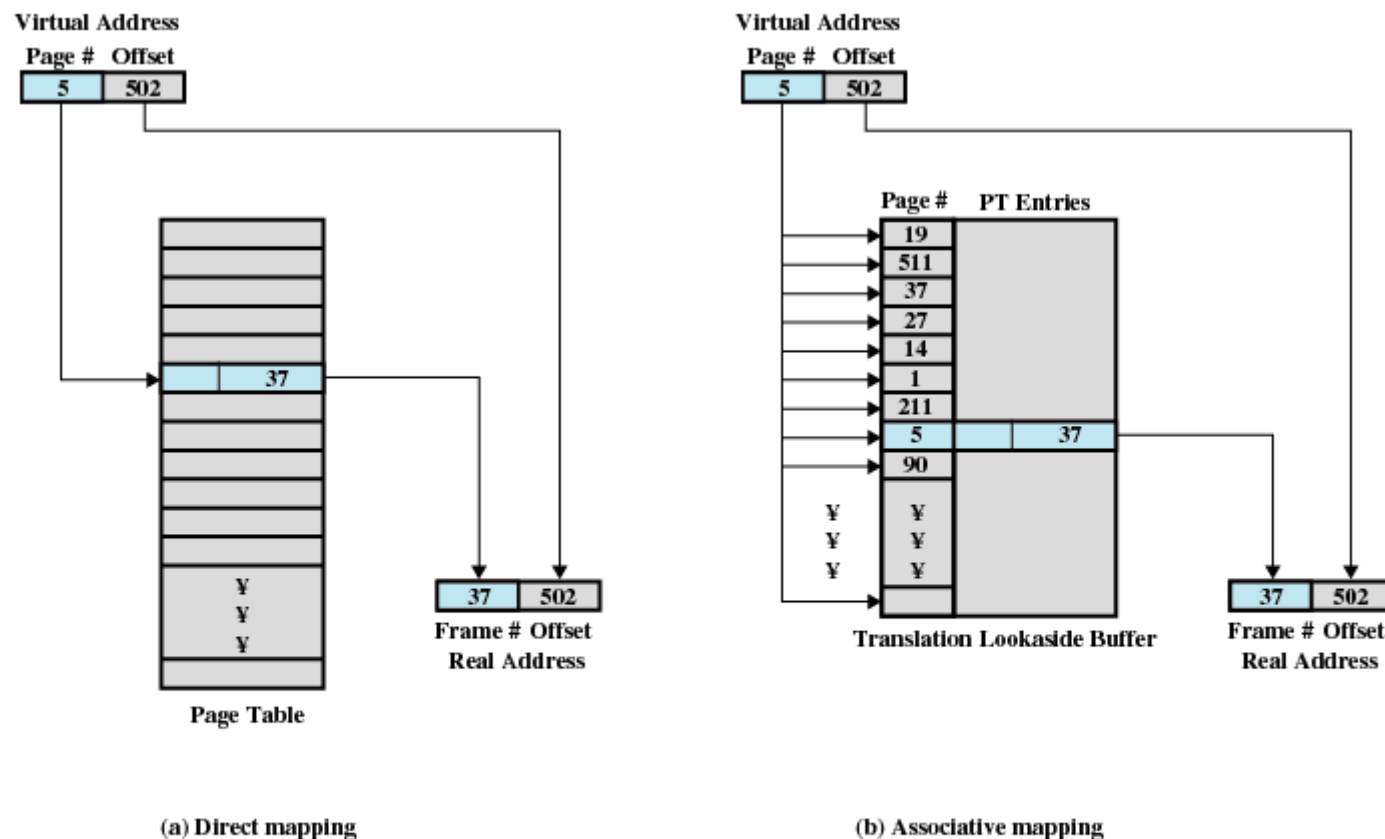 Virtual Address
Page # Offset
5 502
37
¥
¥
¥
37 502
Frame # Offset
Real Address
Page Table
(a) Direct mapping
Virtual Address
Page # Offset
5 502
Page # PT Entries
19
511
37
27
14
1
211
5 37
90
¥ ¥
¥ ¥
¥ ¥
37 502
Frame # Offset
Real Address
Translation Lookaside Buffer
(b) Associative mapping